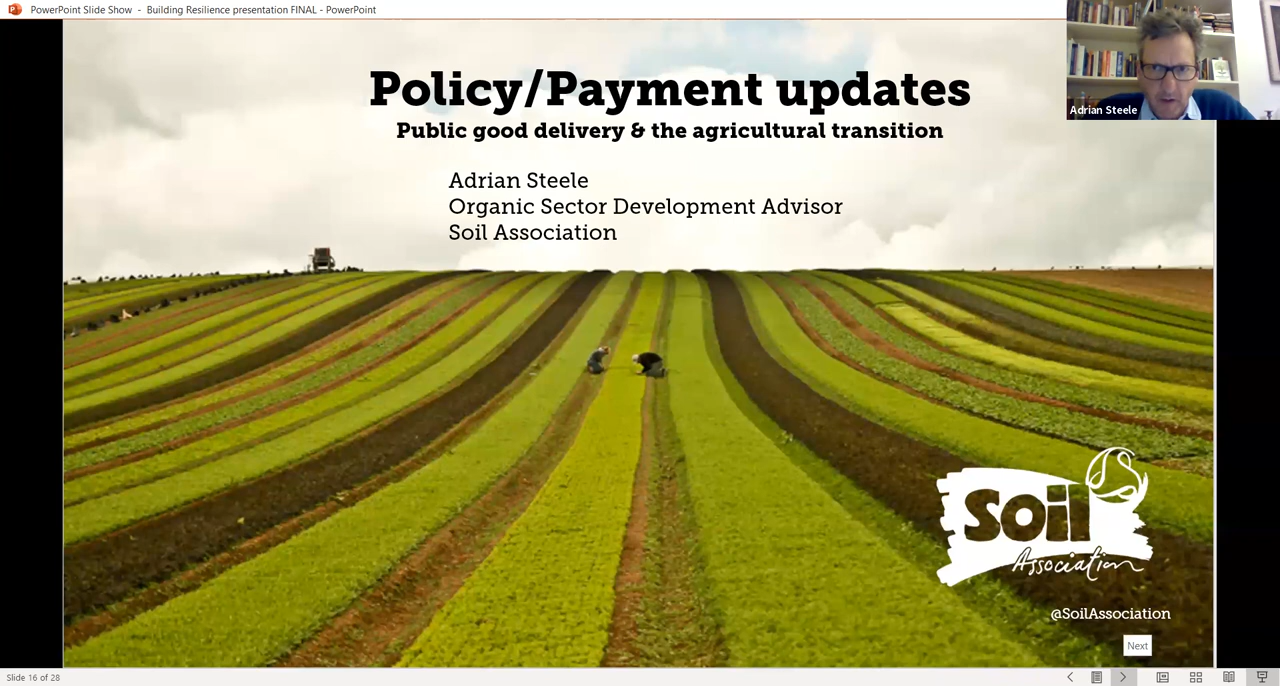 PowerPoint Slide Show - Building Resilience presentation FINAL - PowerPoint
Policy/Payment updates
Public good delivery & the agricultural transition
Adrian Steele
Adrian Steele
Organic Sector Development Advisor
Soil Association
Soil
Association
@SoilAssociation
Next
Slide 16 of 28